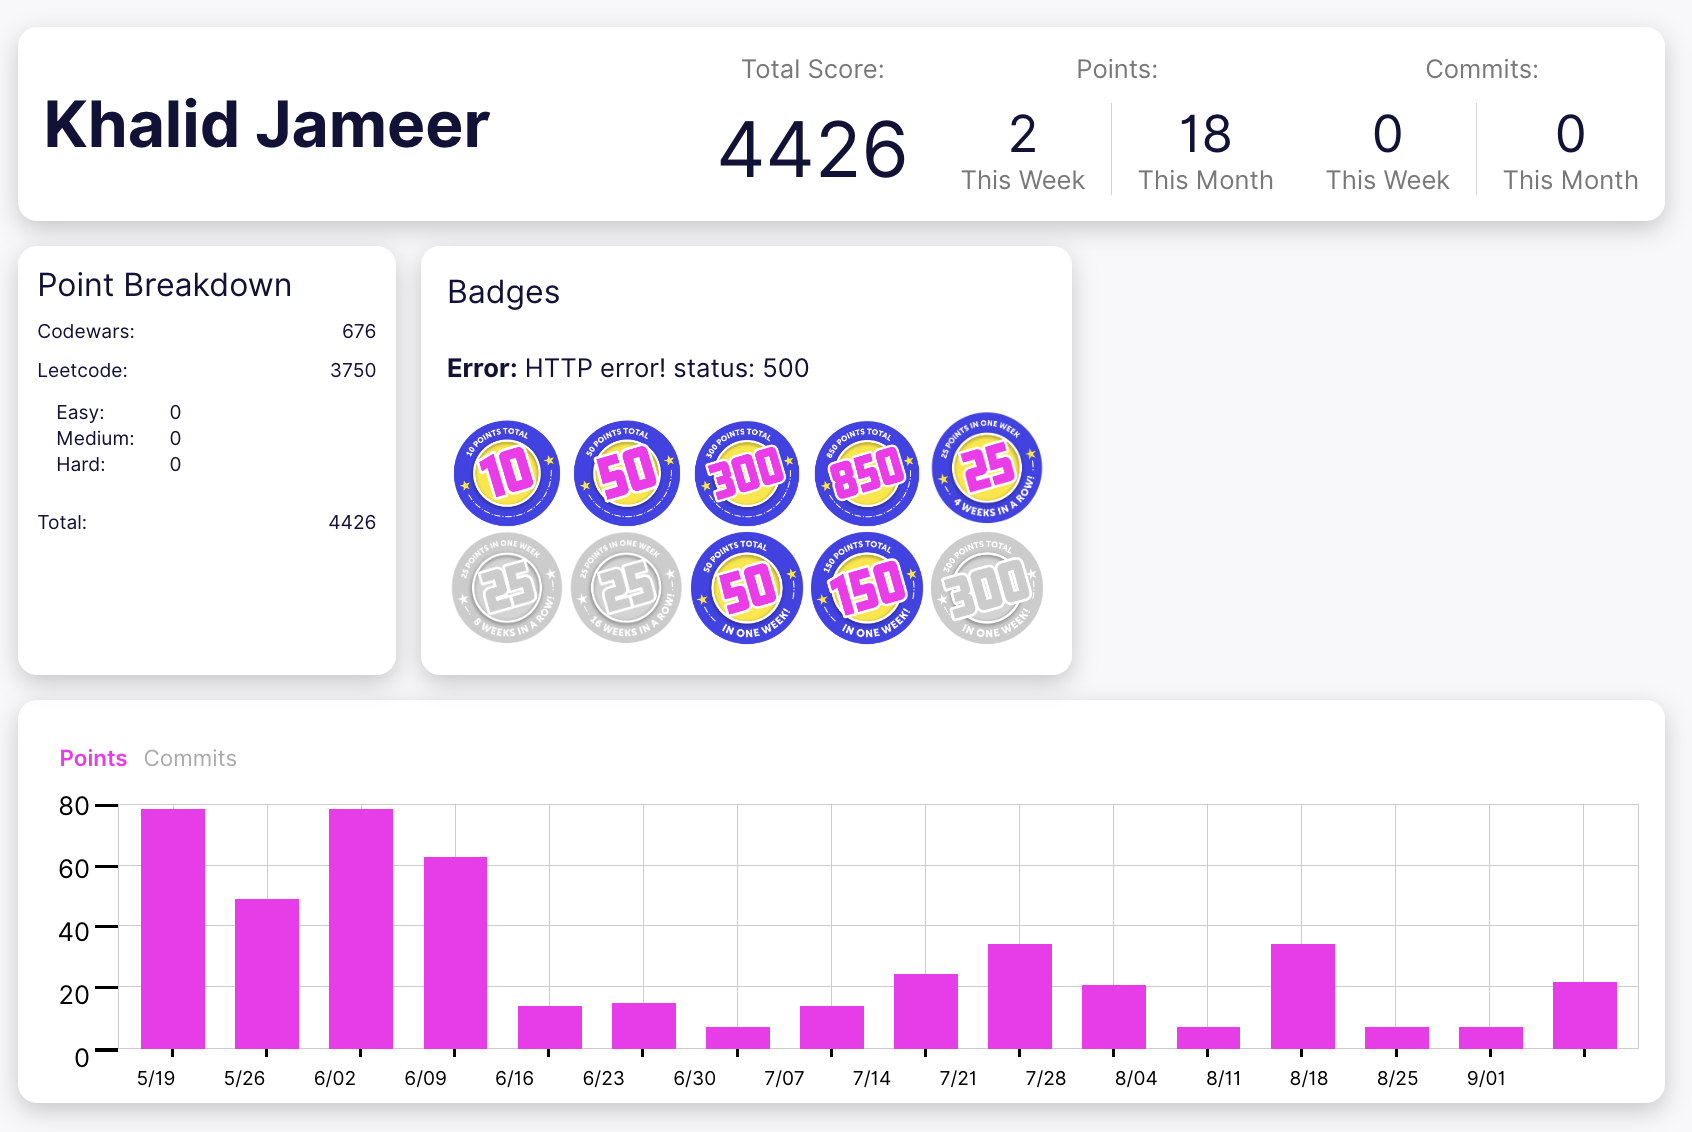 Khalid Jameer
Total Score:
4426
Points:
2
This Week
18
This Month
Commits:
0
This Week
0
This Month
Point Breakdown
Codewars: 676
Leetcode: 3750
Easy: 0
Medium: 0
Hard: 0
Total: 4426
Badges
Error: HTTP error! status: 500
10 POINTS TOTAL
10
50 POINTS TOTAL
50
300 POINTS TOTAL
300
850 POINTS TOTAL
850
25 POINTS IN ONE WEEK
25
4 WEEKS IN A ROW!
25 POINTS IN ONE WEEK
25
8 WEEKS IN A ROW!
25 POINTS IN ONE WEEK
25
16 WEEKS IN A ROW!
50 POINTS TOTAL
50
IN ONE WEEK!
150 POINTS TOTAL
150
IN ONE WEEK!
300 POINTS TOTAL
300
IN ONE WEEK!
Points Commits
80
60
40
20
0
5/19 5/26 6/02 6/09 6/16 6/23 6/30 7/07 7/14 7/21 7/28 8/04 8/11 8/18 8/25 9/01